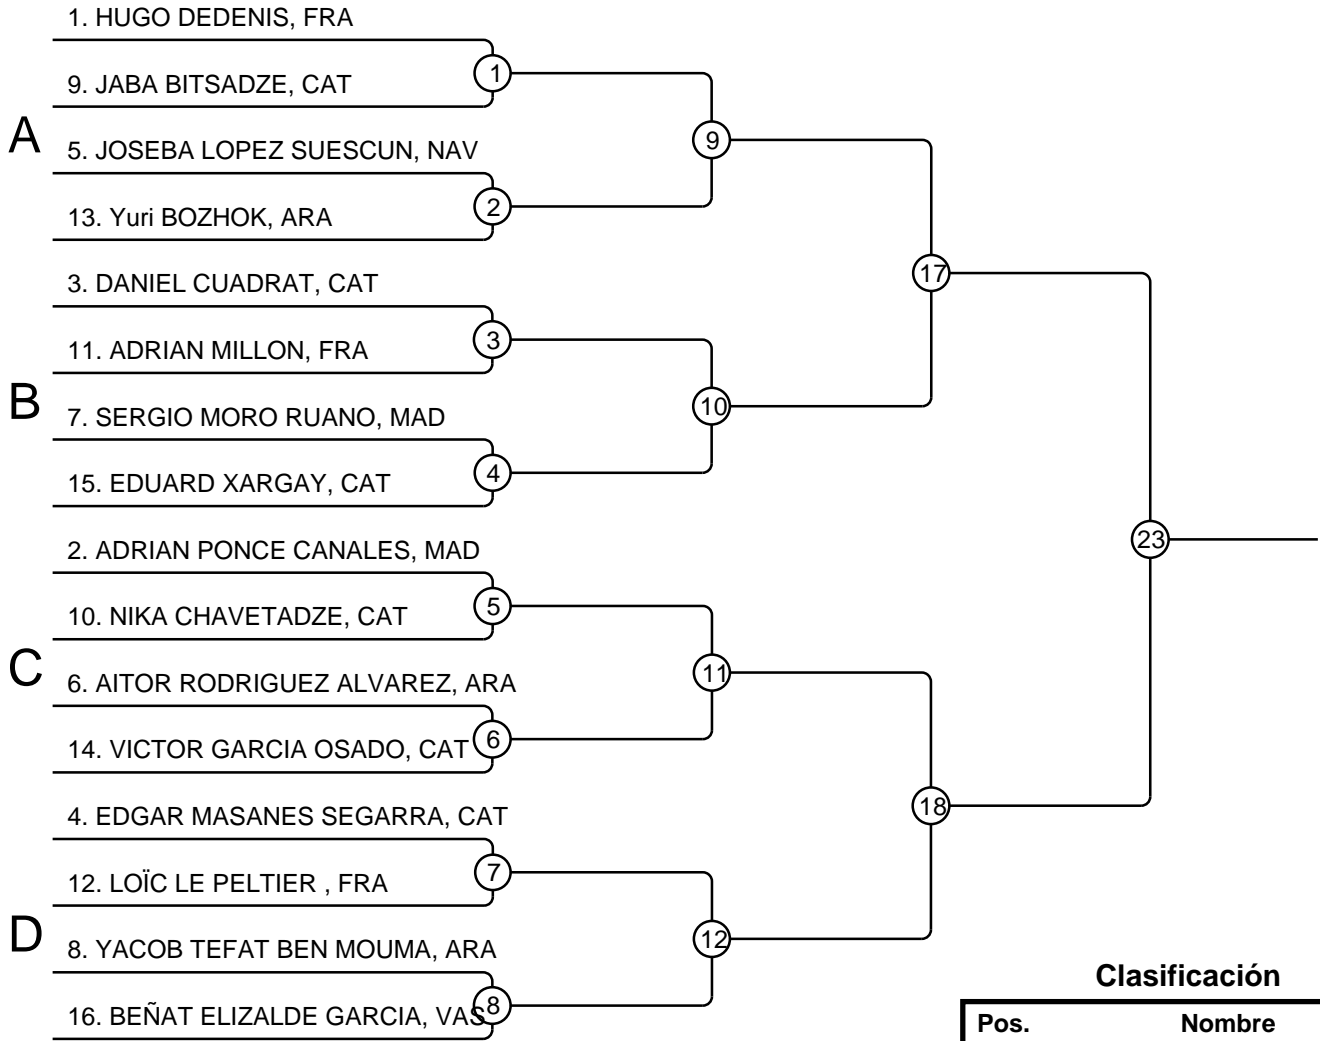 1. HUGO DEDENIS, FRA
1
9. JABA BITSADZE, CAT
A
9
5. JOSEBA LOPEZ SUESCUN, NAV
2
13. Yuri BOZHOK, ARA
17
3. DANIEL CUADRAT, CAT
3
11. ADRIAN MILLON, FRA
B
10
7. SERGIO MORO RUANO, MAD
4
15. EDUARD XARGAY, CAT
23
2. ADRIAN PONCE CANALES, MAD
5
10. NIKA CHAVETADZE, CAT
C
11
6. AITOR RODRIGUEZ ALVAREZ, ARA
6
14. VICTOR GARCIA OSADO, CAT
18
4. EDGAR MASANES SEGARRA, CAT
7
12. LOÏC LE PELTIER , FRA
D
12
8. YACOB TEFAT BEN MOUMA, ARA
8
16. BEÑAT ELIZALDE GARCIA, VAS
Clasificación
Pos. Nombre